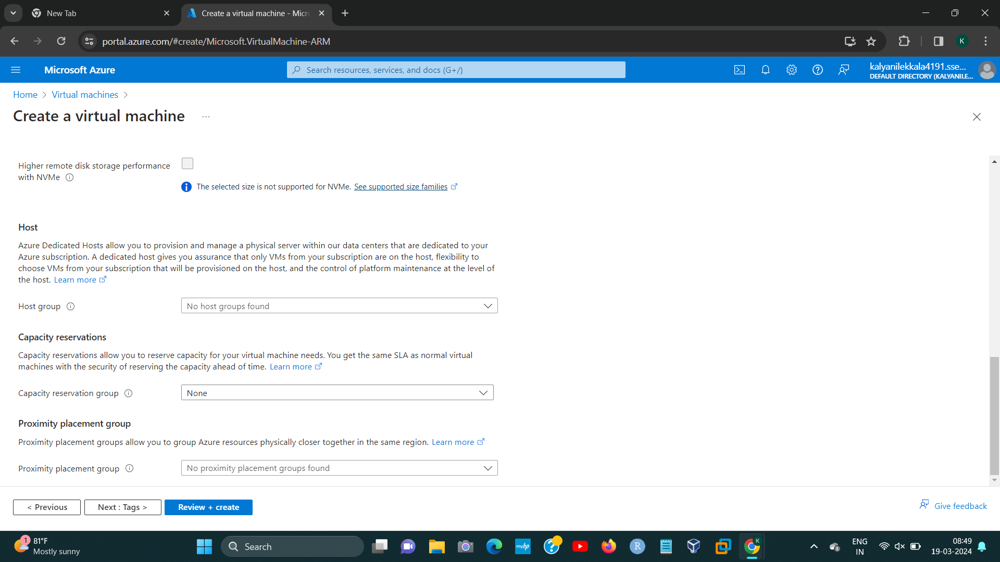 New Tab
Create a virtual machine - Micro
portal.azure.com/#create/Microsoft.VirtualMachine-ARM
K
Microsoft Azure
Search resources, services, and docs (G+/)
kalyanilekkala4191.sse...
DEFAULT DIRECTORY (KALYANILE...
Home > Virtual machines >
Create a virtual machine ...
Higher remote disk storage performance
with NVMe
The selected size is not supported for NVMe. See supported size families
Host
Azure Dedicated Hosts allow you to provision and manage a physical server within our data centers that are dedicated to your
Azure subscription. A dedicated host gives you assurance that only VMs from your subscription are on the host, flexibility to
choose VMs from your subscription that will be provisioned on the host, and the control of platform maintenance at the level of
the host. Learn more
Host group
No host groups found
Capacity reservations
Capacity reservations allow you to reserve capacity for your virtual machine needs. You get the same SLA as normal virtual
machines with the security of reserving the capacity ahead of time. Learn more
Capacity reservation group
None
Proximity placement group
Proximity placement groups allow you to group Azure resources physically closer together in the same region. Learn more
Proximity placement group
No proximity placement groups found
< Previous
Next : Tags >
Review + create
Give feedback
1
81°F
Mostly sunny
Search
myhp
R
K
ENG
IN
08:49
19-03-2024